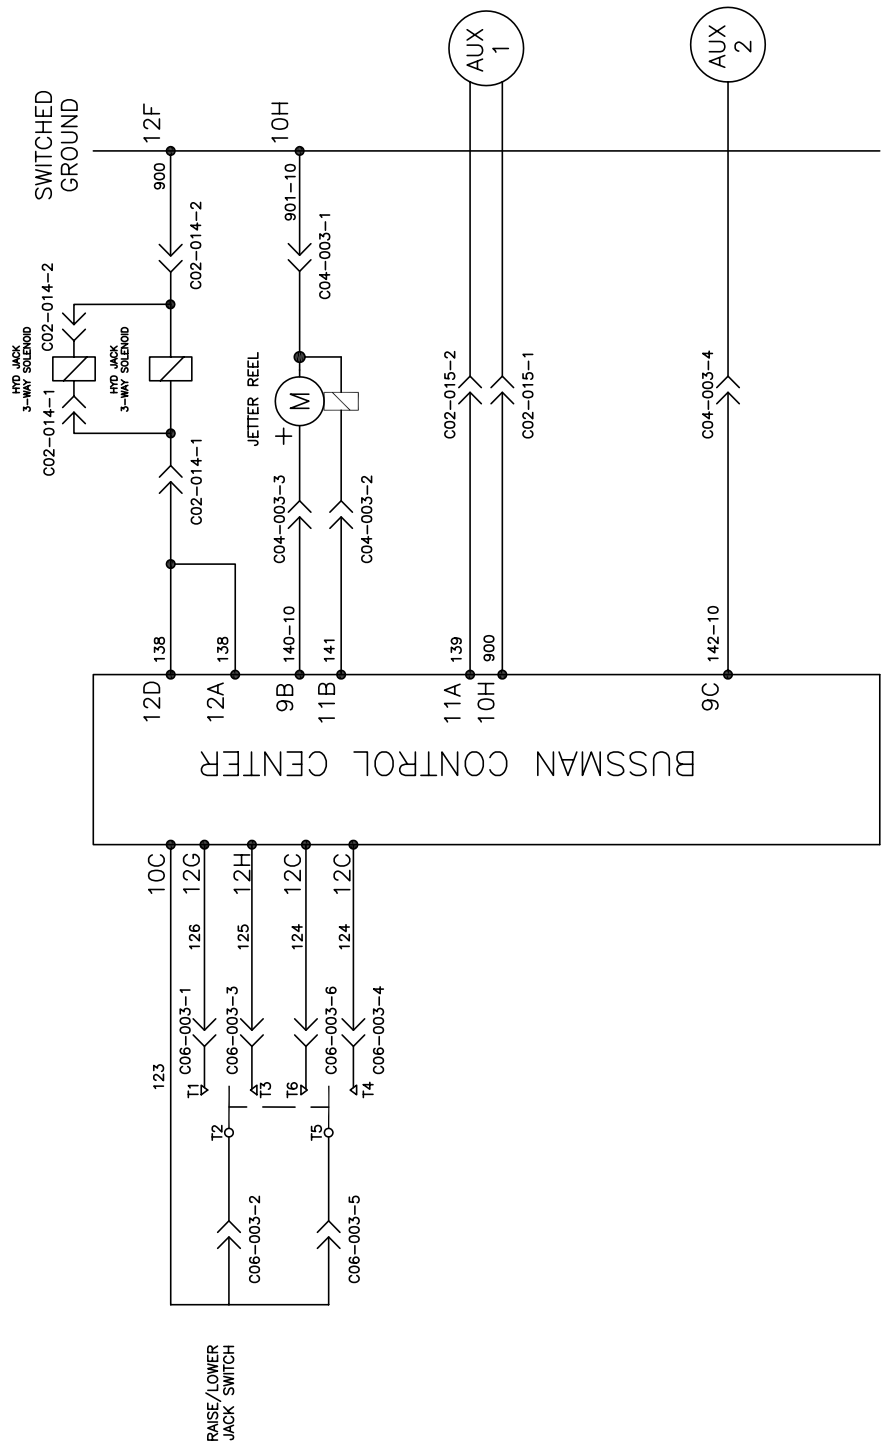 SWITCHED
GROUND
12F
10H
900
901-10
C02-014-2
C04-003-1
C02-014-2
HYD JACK
3-WAY SOLENOID
HYD JACK
3-WAY SOLENOID
C02-014-1
C02-014-1
JETTER REEL
M
+
C04-003-3
C04-003-2
AUX
1
AUX
2
C02-015-2
C02-015-1
C04-003-4
138
138
140-10
141
139
900
142-10
12D
12A
9B
11B
11A
10H
9C
BUSSMAN CONTROL CENTER
10C
12G
12H
12C
12C
123
126
125
124
124
C06-003-1
C06-003-3
C06-003-6
C06-003-4
T1
T3
T6
T4
T2
T5
C06-003-2
C06-003-5
RAISE/LOWER
JACK SWITCH